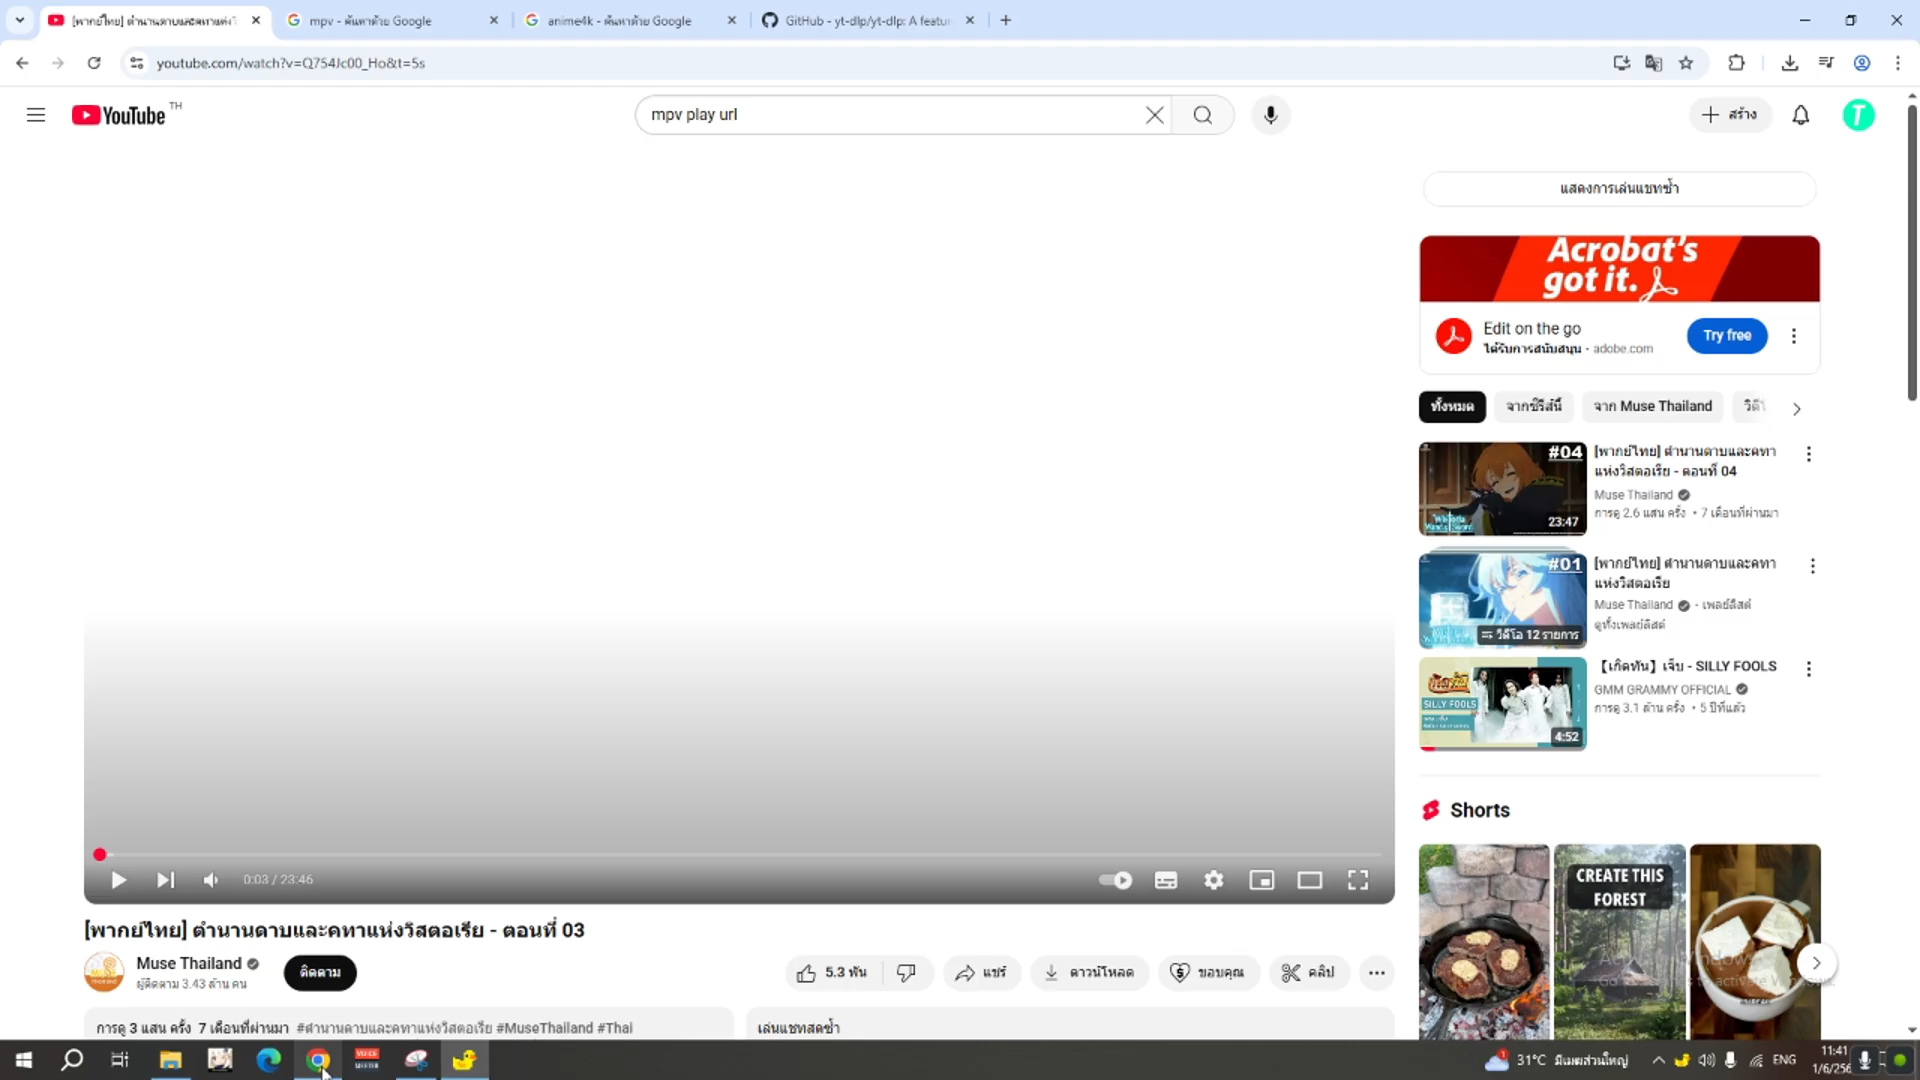 [พากย์ไทย] ตำนานดาบและคทาแห่งวิ
mpv - ค้นหาด้วย Google
anime4k - ค้นหาด้วย Google
GitHub - yt-dlp/yt-dlp: A featu
youtube.com/watch?v=Q754Jc00_Ho&t=5s
YouTube TH
mpv play url
สร้าง
T
แสดงการเล่นแชทซ้ำ
Acrobat's
got it.
Edit on the go
ได้รับการสนับสนุน · adobe.com
Try free
ทั้งหมด
จากซีรีส์นี้
จาก Muse Thailand
วิดีโ
#04
23:47
[พากย์ไทย] ตำนานดาบและคทา
แห่งวิสตอเรีย - ตอนที่ 04
Muse Thailand
การดู 2.6 แสน ครั้ง • 7 เดือนที่ผ่านมา
#01
วิดีโอ 12 รายการ
[พากย์ไทย] ตำนานดาบและคทา
แห่งวิสตอเรีย
Muse Thailand · เพลย์ลิสต์
ดูทั้งเพลย์ลิสต์
SILLY FOOLS
4:52
【เกิดทัน】เจ็บ - SILLY FOOLS
GMM GRAMMY OFFICIAL
การดู 3.1 ล้าน ครั้ง • 5 ปีที่แล้ว
Shorts
CREATE THIS
FOREST
0:03 / 23:46
[พากย์ไทย] ตำนานดาบและคทาแห่งวิสตอเรีย - ตอนที่ 03
Muse Thailand
ผู้ติดตาม 3.43 ล้าน คน
ติดตาม
5.3 พัน
แชร์
ดาวน์โหลด
ขอบคุณ
คลิป
การดู 3 แสน ครั้ง 7 เดือนที่ผ่านมา #ตำนานดาบและคทาแห่งวิสตอเรีย #MuseThailand #Thai
เล่นแชทสดซ้ำ
VOICE
MEETER
1
31°C มีเมฆส่วนใหญ่
ENG
11:41
1/6/256